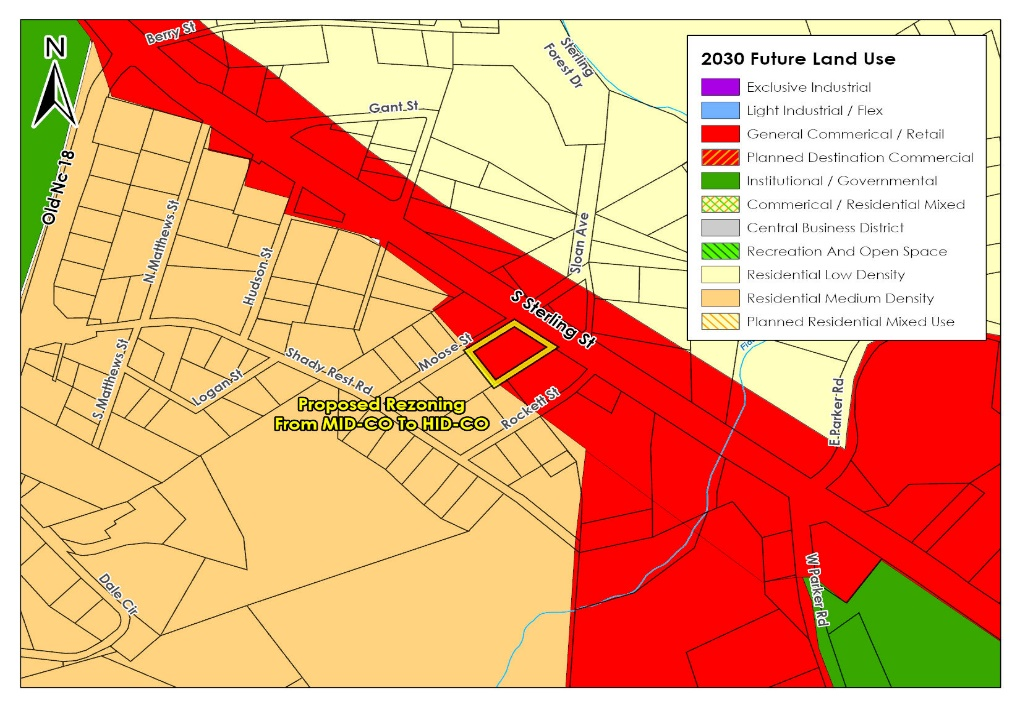 N
Berry St
Sterling
Forest Dr
Gant St
Old Nc 18
N Matthews St
Hudson St
Sloan Ave
S Sterling St
S Matthews St
Logan St
Shady Rest Rd
Moose St
Rockett St
Proposed Rezoning
From MID-CO To HID-CO
E Parker Rd
W Parker Rd
Dale Cir
2030 Future Land Use
Exclusive Industrial
Light Industrial / Flex
General Commerical / Retail
Planned Destination Commercial
Institutional / Governmental
Commerical / Residential Mixed
Central Business District
Recreation And Open Space
Residential Low Density
Residential Medium Density
Planned Residential Mixed Use